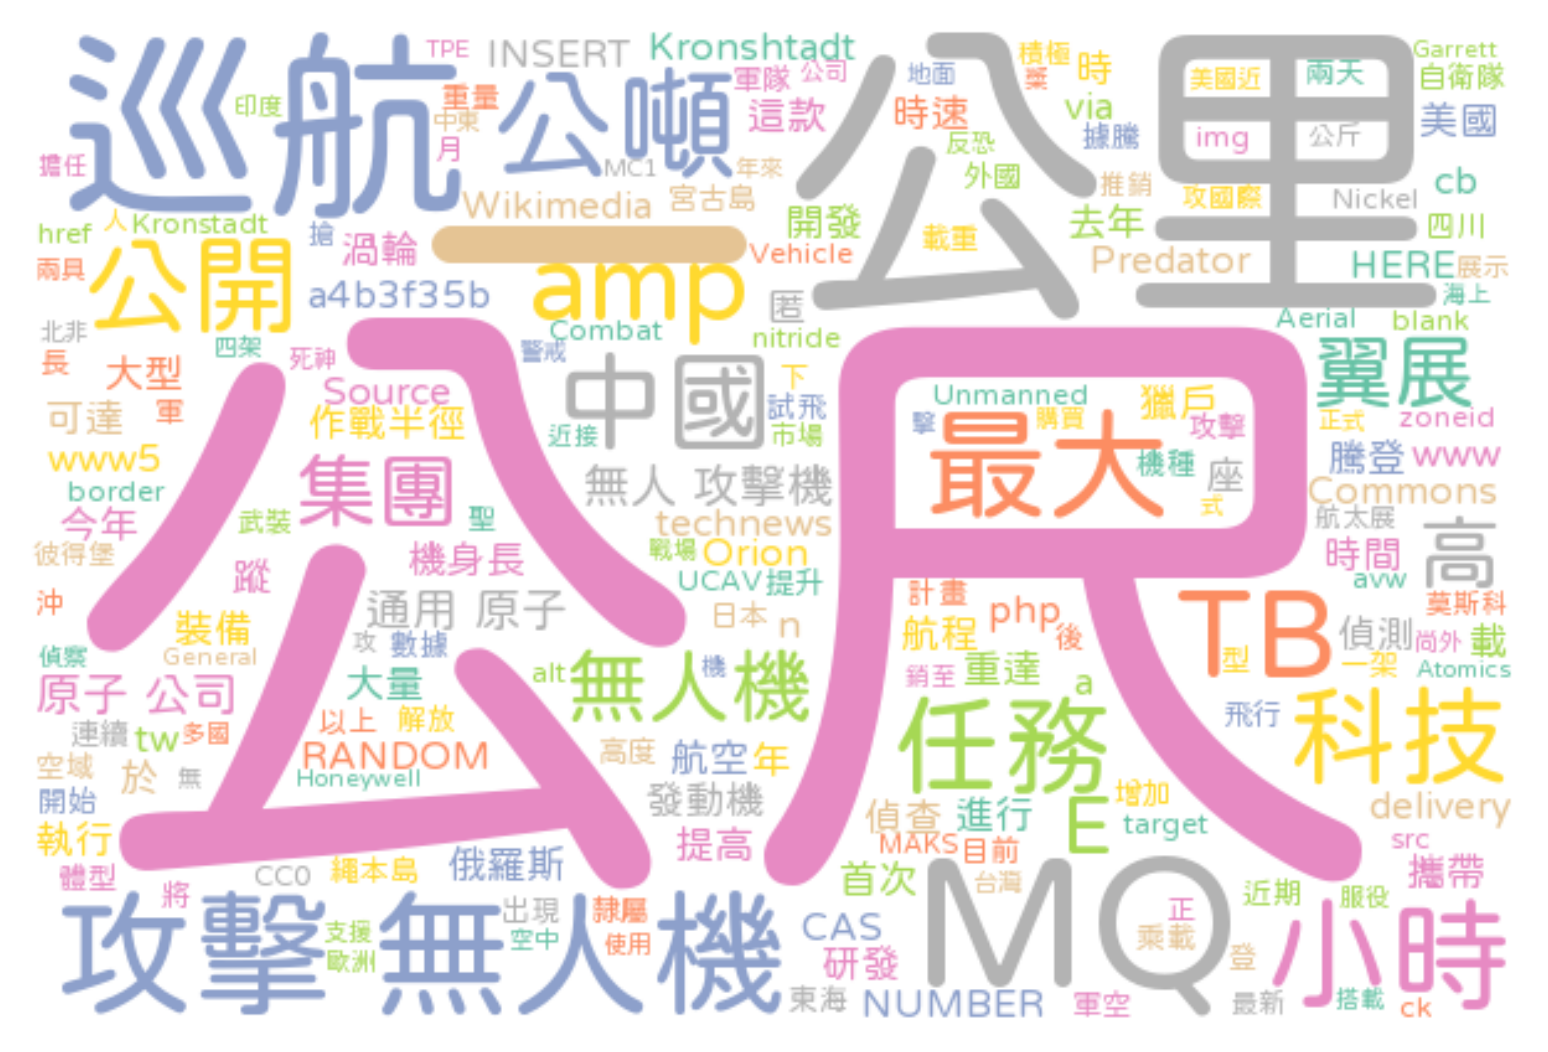 巡航
TPE
INSERT
Kronshtadt
公里
積極
時
美國近
兩天
Garrett
自衛隊
印度
重量
中東
月
公噸
軍隊
公司
這款
地面
時速
槳
via
據騰
img
公斤
美國
擔任
MC1
年來
反恐
外國
推銷
攻國際
Nickel
cb
href
人
Kronstadt
搶
渦輪
Wikimedia
宮古島
開發
載重
去年
四川
兩具
公開
一
Vehicle
Predator
HERE
展示
a4b3f35b
amp
匿
海上
北非
四架
死神
Combat
nitride
Aerial
blank
長
大型
Source
警戒
中國
下
Unmanned
獵戶
翼展
可達
軍
作戰半徑
近接
試飛
市場
擊
購買
攻擊
正式
zoneid
www5
最大
機種
座
騰登
www
border
集團
無人 攻擊機
式
Commons
今年
武裝
聖
technews
航太展
彼得堡
蹤
機身長
戰場
Orion
時間
高
沖
公尺
UCAV
提升
avw
裝備
通用 原子
日本
n
計畫
php
TB
莫斯科
偵察
General
攻
數據
航程
後
偵測
尚外
載
原子 公司
大量
alt
無人機
機
銷至
重達
a
型
一架
Atomics
連續
tw
多國
以上
解放
任務
飛行
科技
空域
於
無
RANDOM
Honeywell
高度
航空
年
開始
發動機
偵查
進行
E
增加
delivery
執行
提高
MAKS
目前
target
src
體型
將
CC0
繩本島
俄羅斯
首次
台灣
MQ
近期
服役
攜帶
攻擊
支援
歐洲
無人機
出現
空中
隸屬
使用
CAS
研發
正
乘載
登
小時
東海
NUMBER
軍空
最新
搭載
ck